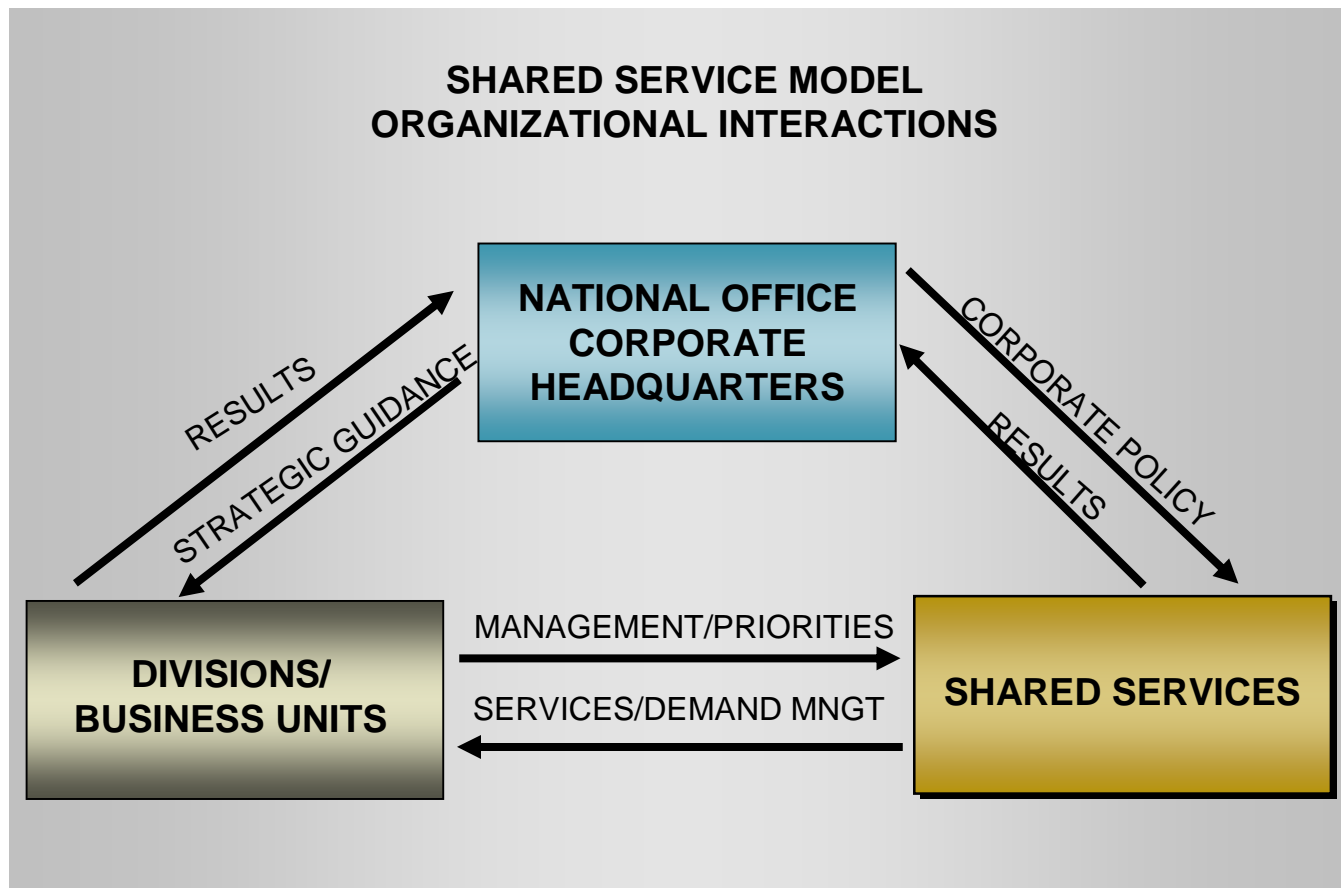 SHARED SERVICE MODEL
ORGANIZATIONAL INTERACTIONS
NATIONAL OFFICE
CORPORATE
HEADQUARTERS
RESULTS
STRATEGIC GUIDANCE
CORPORATE POLICY
RESULTS
DIVISIONS/
BUSINESS UNITS
MANAGEMENT/PRIORITIES
SERVICES/DEMAND MNGT
SHARED SERVICES